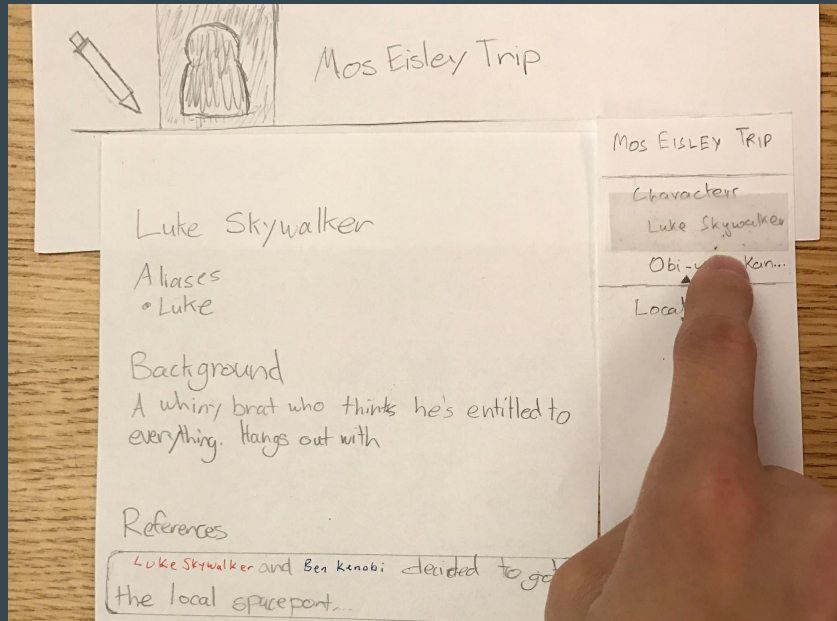 Mos Eisley Trip
Luke Skywalker
Aliases
• Luke
Background
A whiny brat who thinks he's entitled to
everything. Hangs out with
References
Luke Skywalker and Ben Kenobi decided to go
the local spaceport...
MOS EISLEY TRIP
Characters
Luke Skywalker